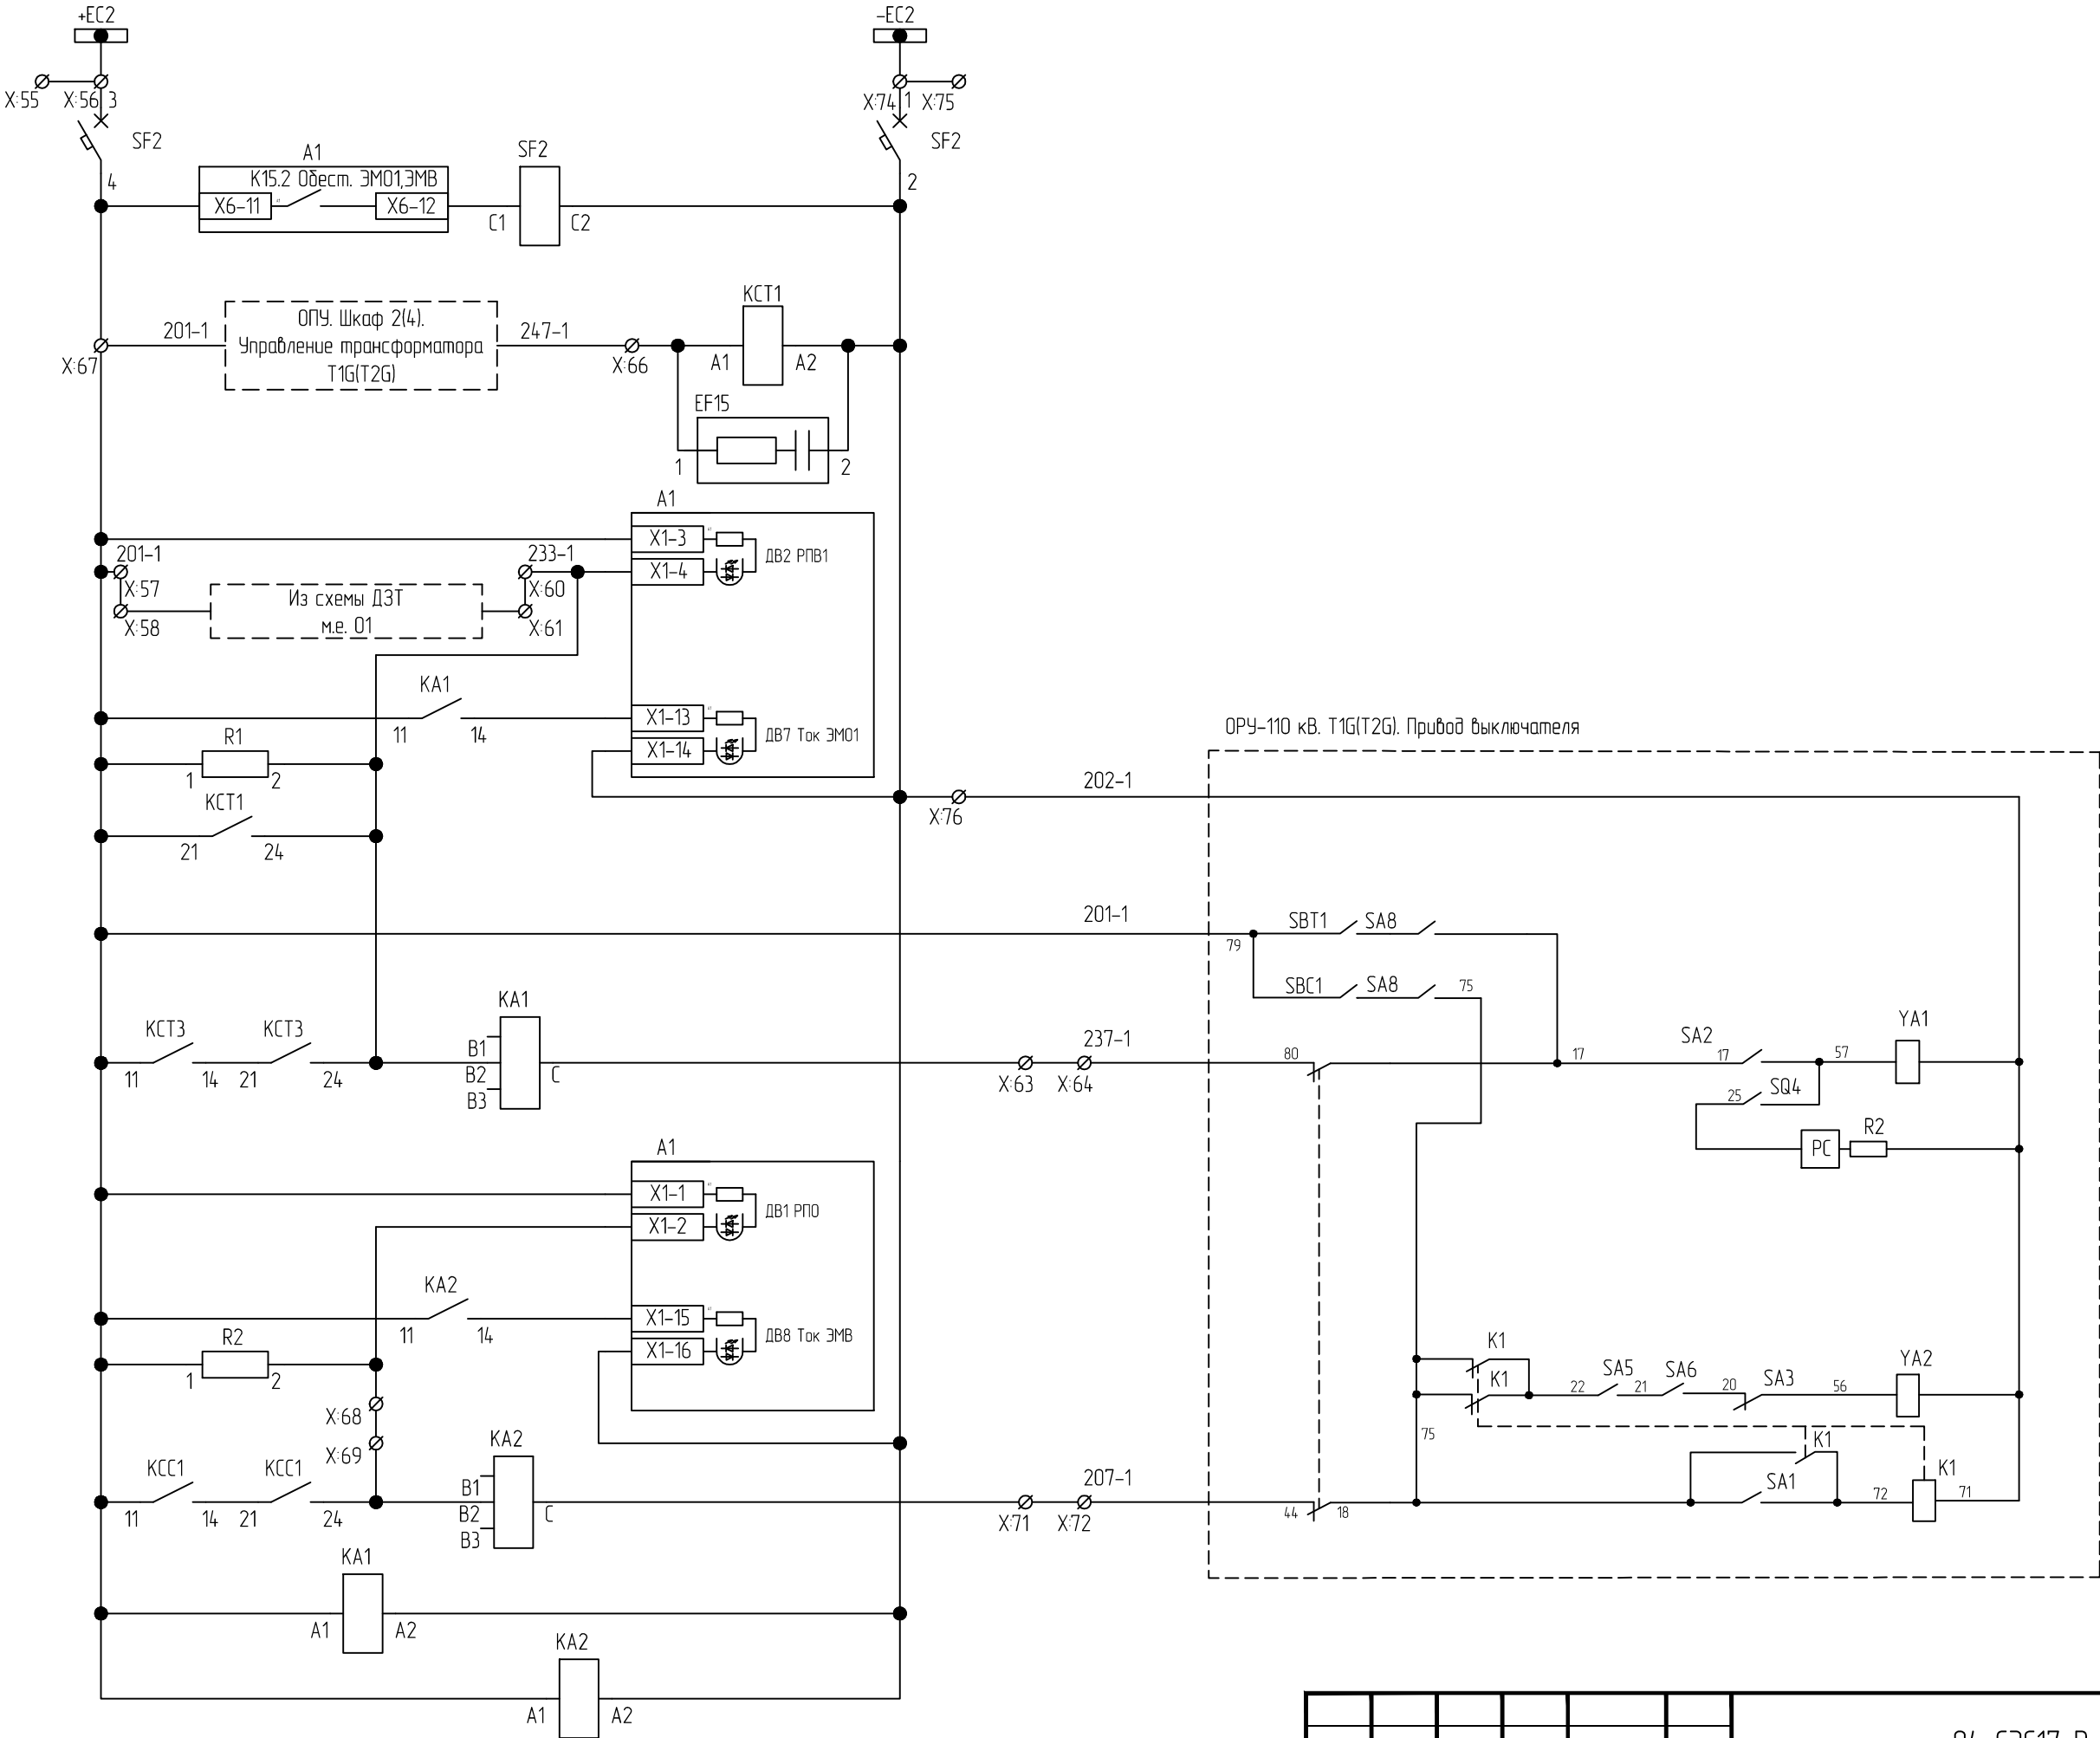 +EC2
-EC2
X:55
X:56
3
X:74
1
X:75
SF2
SF2
4
2
A1
K15.2 Обест. ЭМО1,ЭМВ
X6-11
X6-12
SF2
C1
C2
201-1
ОПУ. Шкаф 2(4).
Управление трансформатора
T1G(T2G)
247-1
X:67
X:66
KCT1
A1
A2
EF15
1
2
A1
X1-3
X1-4
ДВ2 РПВ1
201-1
X:57
X:58
Из схемы ДЗТ
м.е. 01
233-1
X:60
X:61
KA1
11
14
X1-13
X1-14
ДВ7 Ток ЭМО1
R1
1
2
KCT1
21
24
X:76
202-1
ОРУ-110 кВ. T1G(T2G). Привод выключателя
201-1
79
SBT1
SA8
SBC1
SA8
75
KCT3
KCT3
11
14
21
24
KA1
B1
B2
B3
C
X:63
X:64
237-1
80
17
SA2
17
57
YA1
25
SQ4
PC
R2
A1
X1-1
X1-2
ДВ1 РПО
KA2
11
14
X1-15
X1-16
ДВ8 Ток ЭМВ
R2
1
2
X:68
X:69
K1
K1
22
SA5
21
SA6
20
SA3
56
YA2
75
K1
SA1
72
K1
71
KCC1
KCC1
11
14
21
24
KA2
B1
B2
B3
C
X:71
X:72
207-1
44
18
KA1
A1
A2
KA2
A1
A2